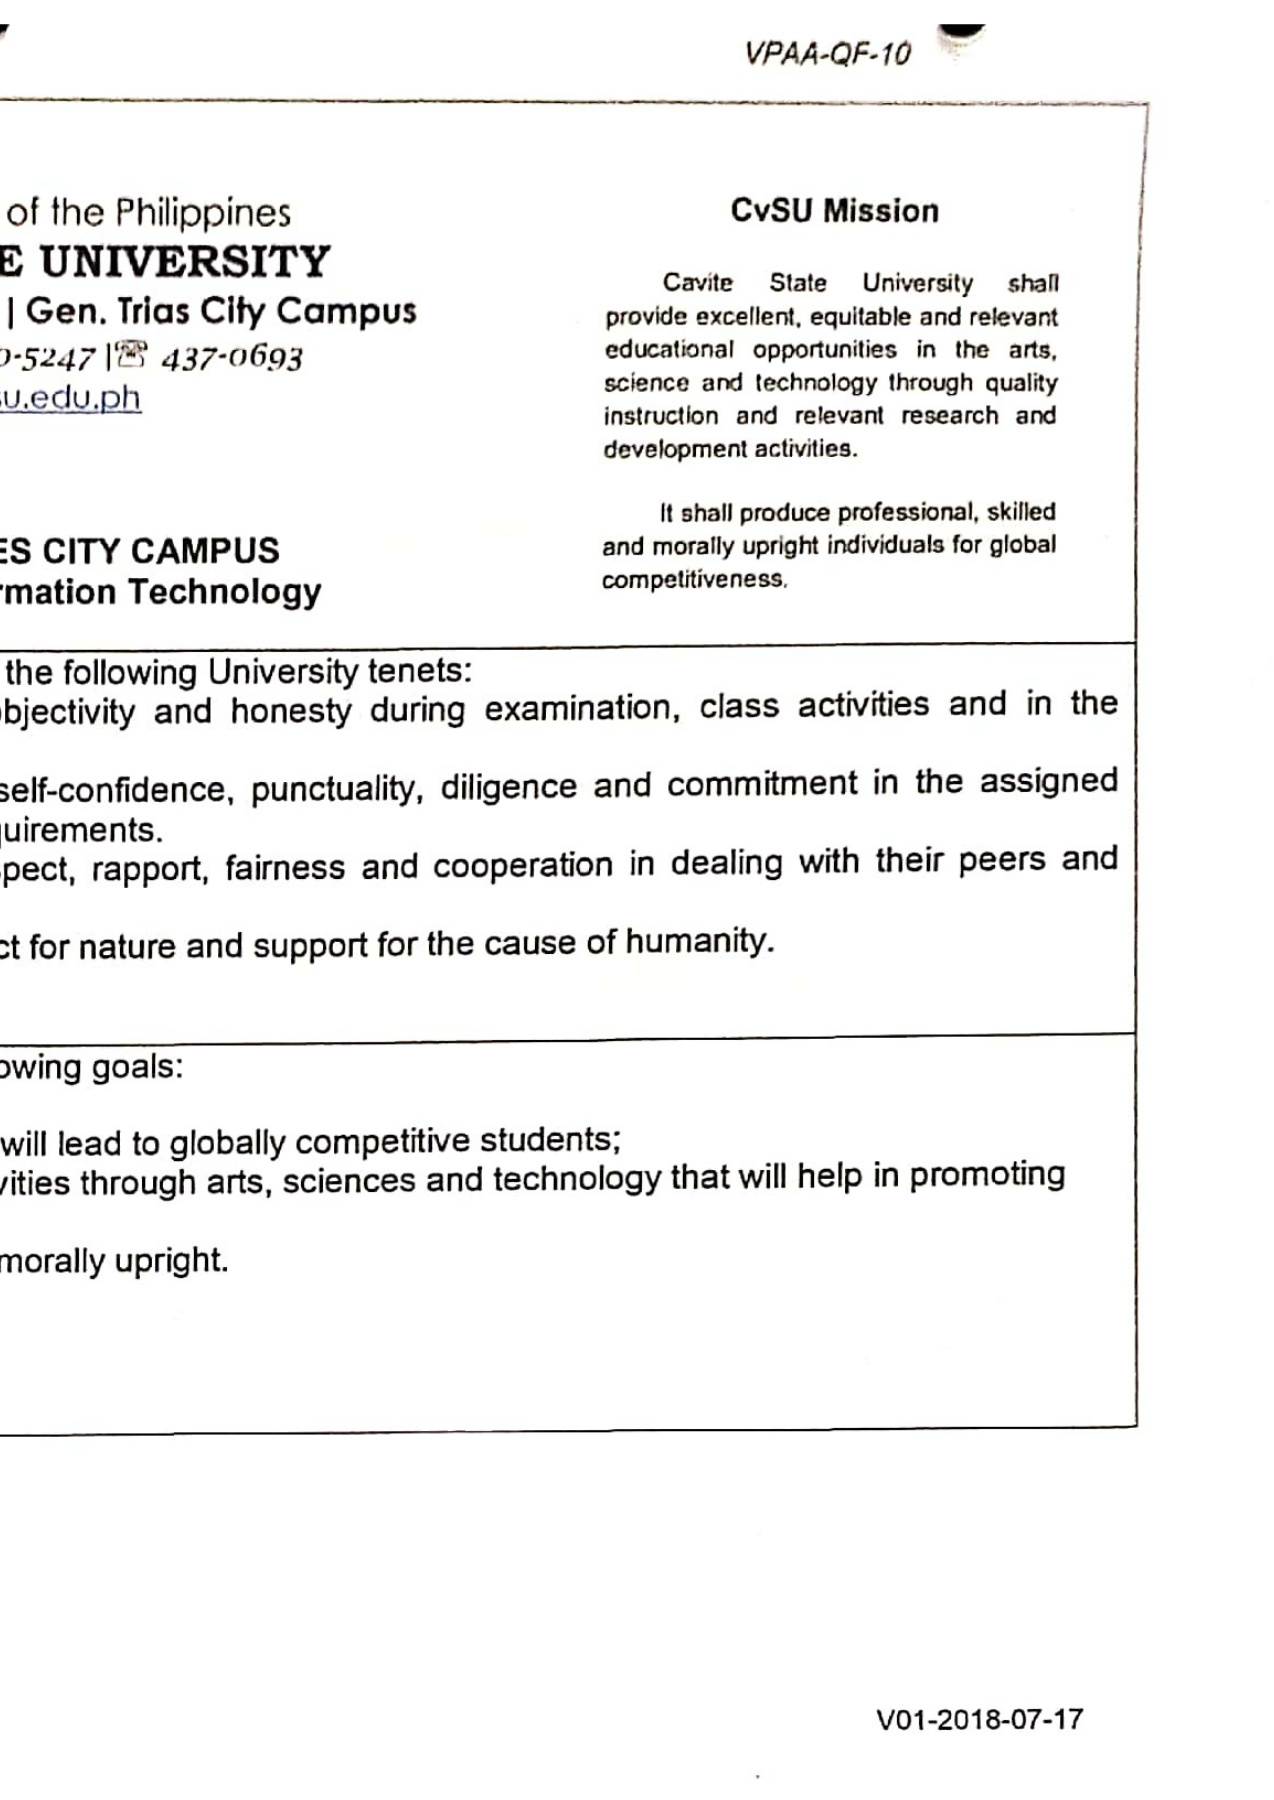 VPAA-QF-10
of the Philippines
E UNIVERSITY
| Gen. Trias City Campus
-5247 |☏ 437-0693
su.edu.ph
ES CITY CAMPUS
rmation Technology
CvSU Mission
Cavite State University shall
provide excellent, equitable and relevant
educational opportunities in the arts,
science and technology through quality
instruction and relevant research and
development activities.
It shall produce professional, skilled
and morally upright individuals for global
competitiveness.
the following University tenets:
bjectivity and honesty during examination, class activities and in the
self-confidence, punctuality, diligence and commitment in the assigned
quirements.
pect, rapport, fairness and cooperation in dealing with their peers and
ct for nature and support for the cause of humanity.
owing goals:
will lead to globally competitive students;
vities through arts, sciences and technology that will help in promoting
morally upright.
V01-2018-07-17